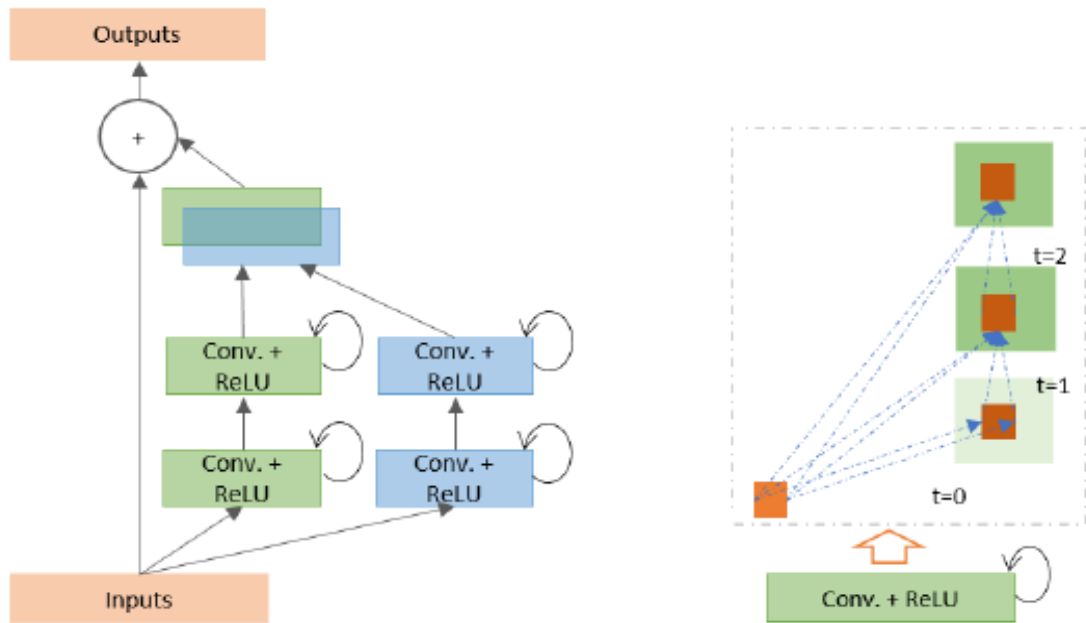 Outputs
+
Conv. +
ReLU
Conv. +
ReLU
Conv. +
ReLU
Conv. +
ReLU
Inputs
t=2
t=1
t=0
Conv. + ReLU